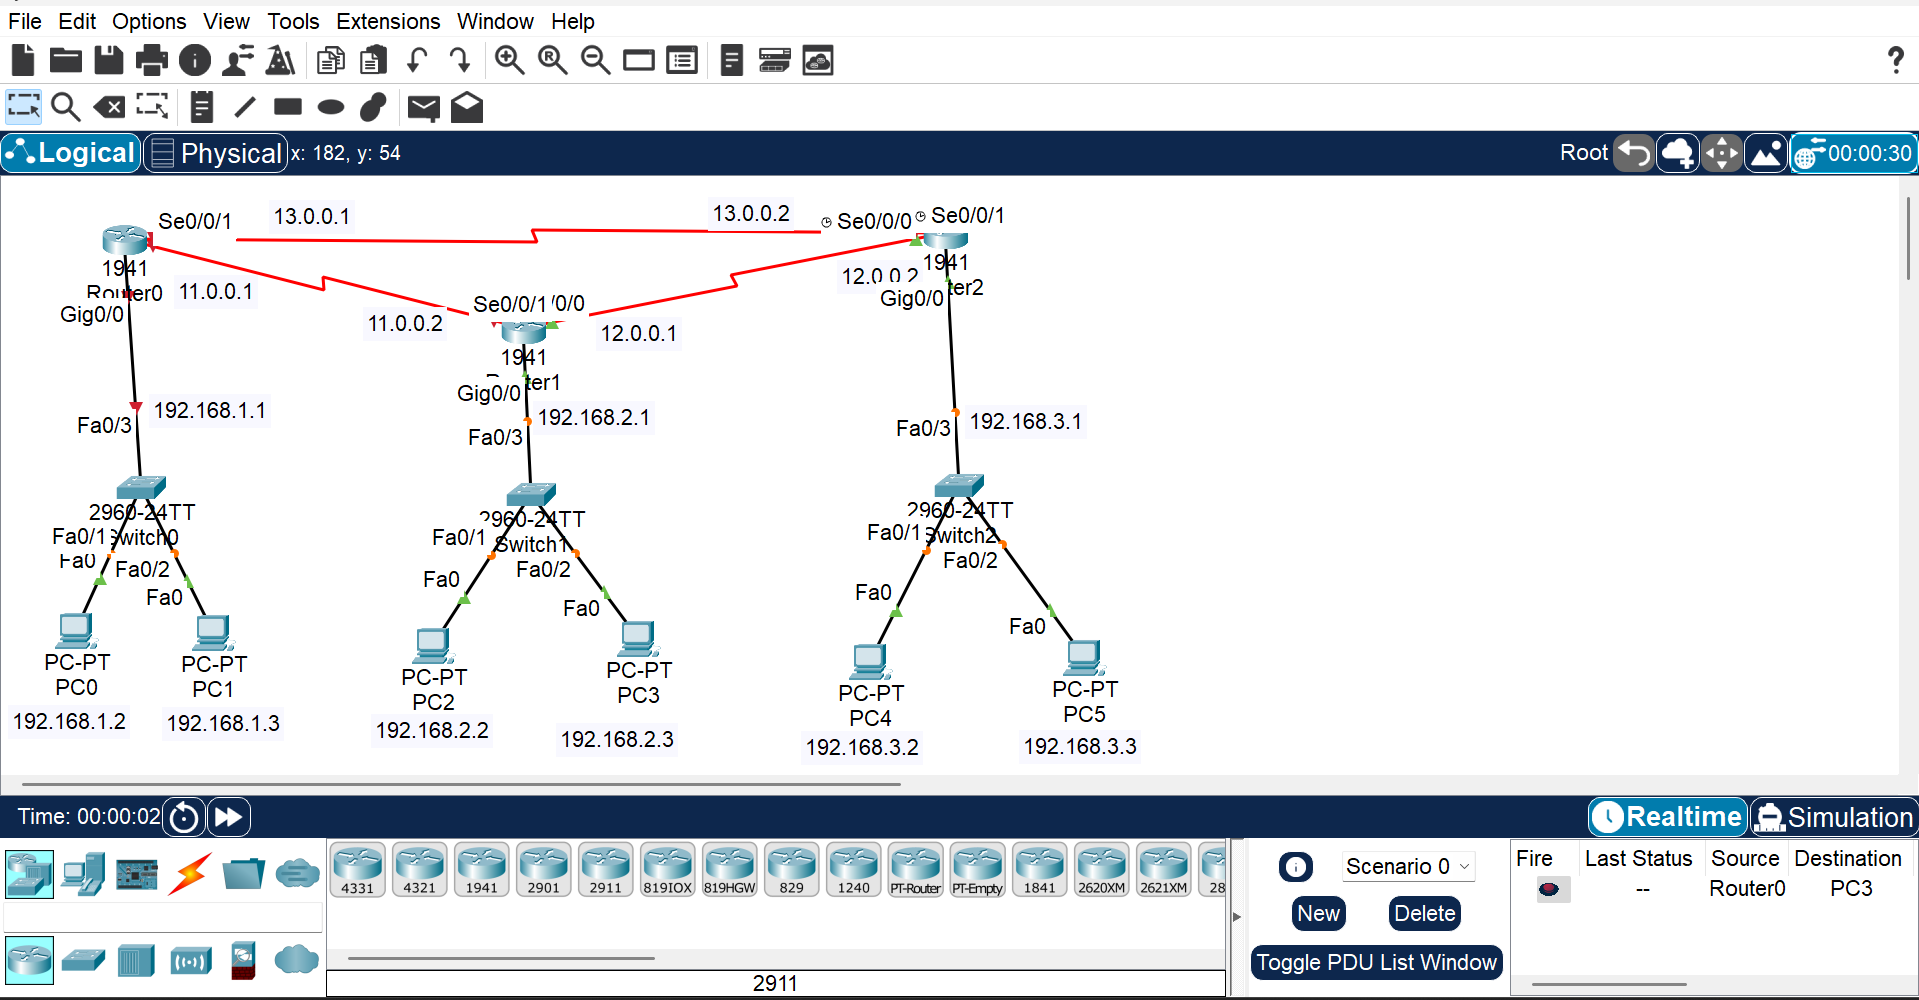 File Edit Options View Tools Extensions Window Help
?
Logical Physical x: 182, y: 54 Root 00:00:30
Se0/0/1 13.0.0.1 13.0.0.2 Se0/0/0 Se0/0/1
1941
Router0
11.0.0.1
Gig0/0
12.0.0.2
1941
ter2
Gig0/0
Se0/0/1 /0/0
11.0.0.2
12.0.0.1
1941
ter1
Gig0/0
192.168.1.1
Fa0/3
192.168.2.1
Fa0/3
192.168.3.1
Fa0/3
2960-24TT
Switch0
Fa0/1
Fa0
Fa0/2
Fa0
2960-24TT
Switch1
Fa0/1
Fa0/2
Fa0
Fa0
2960-24TT
Switch2
Fa0/1
Fa0/2
Fa0
Fa0
PC-PT
PC0
192.168.1.2
PC-PT
PC1
192.168.1.3
PC-PT
PC2
192.168.2.2
PC-PT
PC3
192.168.2.3
PC-PT
PC4
192.168.3.2
PC-PT
PC5
192.168.3.3
Time: 00:00:02 Realtime Simulation
4331 4321 1941 2901 2911 819IOX 819HGW 829 1240 PT-Router PT-Empty 1841 2620XM 2621XM 28
2911
Scenario 0
New Delete
Toggle PDU List Window
Fire Last Status Source Destination
-- Router0 PC3